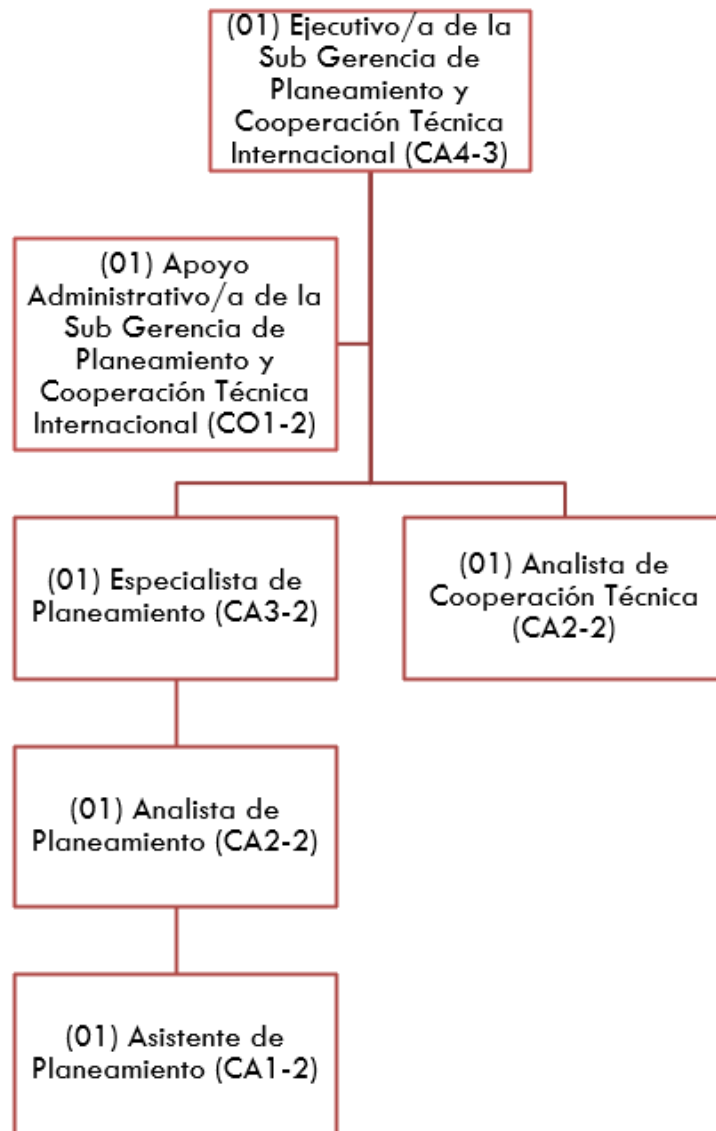 (01) Ejecutivo/a de la
Sub Gerencia de
Planeamiento y
Cooperación Técnica
Internacional (CA4-3)
(01) Apoyo
Administrativo/a de la
Sub Gerencia de
Planeamiento y
Cooperación Técnica
Internacional (CO1-2)
(01) Especialista de
Planeamiento (CA3-2)
(01) Analista de
Cooperación Técnica
(CA2-2)
(01) Analista de
Planeamiento (CA2-2)
(01) Asistente de
Planeamiento (CA1-2)